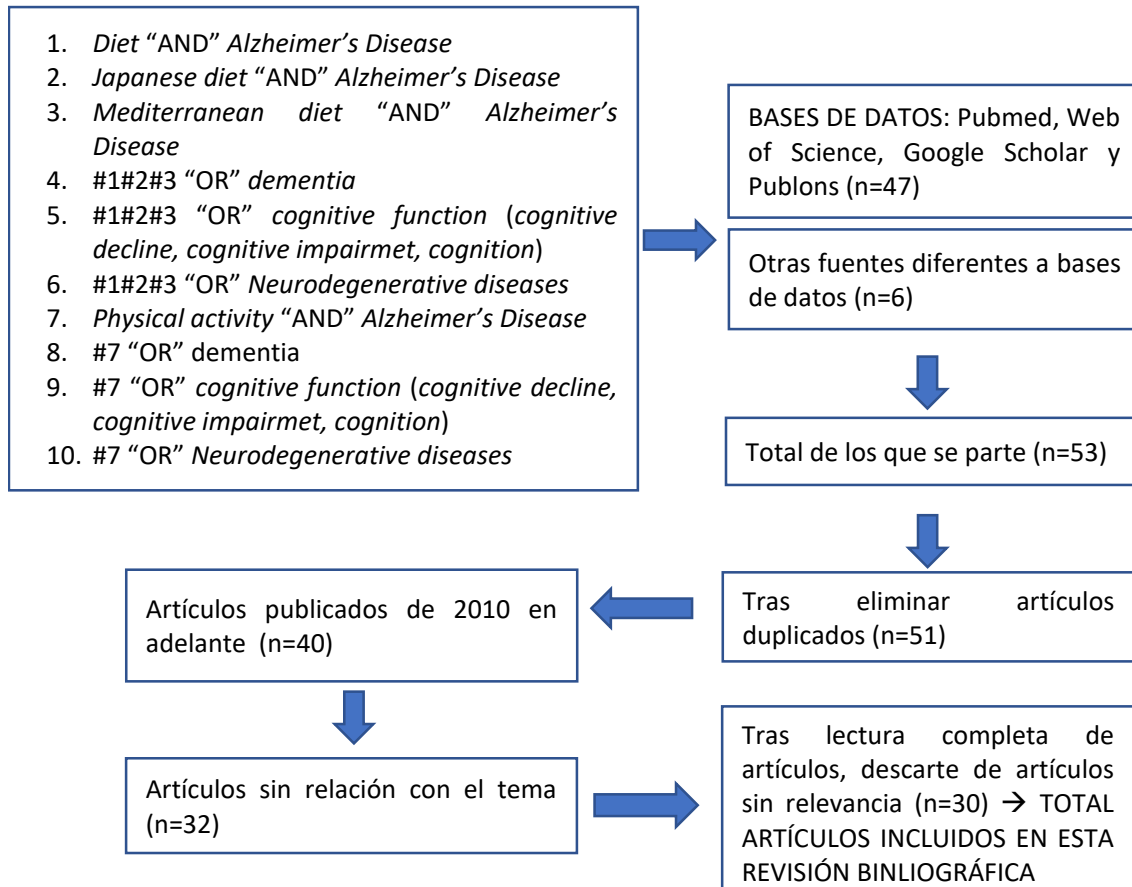 1. Diet “AND” Alzheimer’s Disease
2. Japanese diet “AND” Alzheimer’s Disease
3. Mediterranean diet “AND” Alzheimer’s
Disease
4. #1#2#3 “OR” dementia
5. #1#2#3 “OR” cognitive function (cognitive
decline, cognitive impairmet, cognition)
6. #1#2#3 “OR” Neurodegenerative diseases
7. Physical activity “AND” Alzheimer’s Disease
8. #7 “OR” dementia
9. #7 “OR” cognitive function (cognitive decline,
cognitive impairmet, cognition)
10. #7 “OR” Neurodegenerative diseases
BASES DE DATOS: Pubmed, Web
of Science, Google Scholar y
Publons (n=47)
Otras fuentes diferentes a bases
de datos (n=6)
Total de los que se parte (n=53)
Tras eliminar artículos
duplicados (n=51)
Artículos publicados de 2010 en
adelante (n=40)
Artículos sin relación con el tema
(n=32)
Tras lectura completa de
artículos, descarte de artículos
sin relevancia (n=30) → TOTAL
ARTÍCULOS INCLUIDOS EN ESTA
REVISIÓN BINLIOGRÁFICA